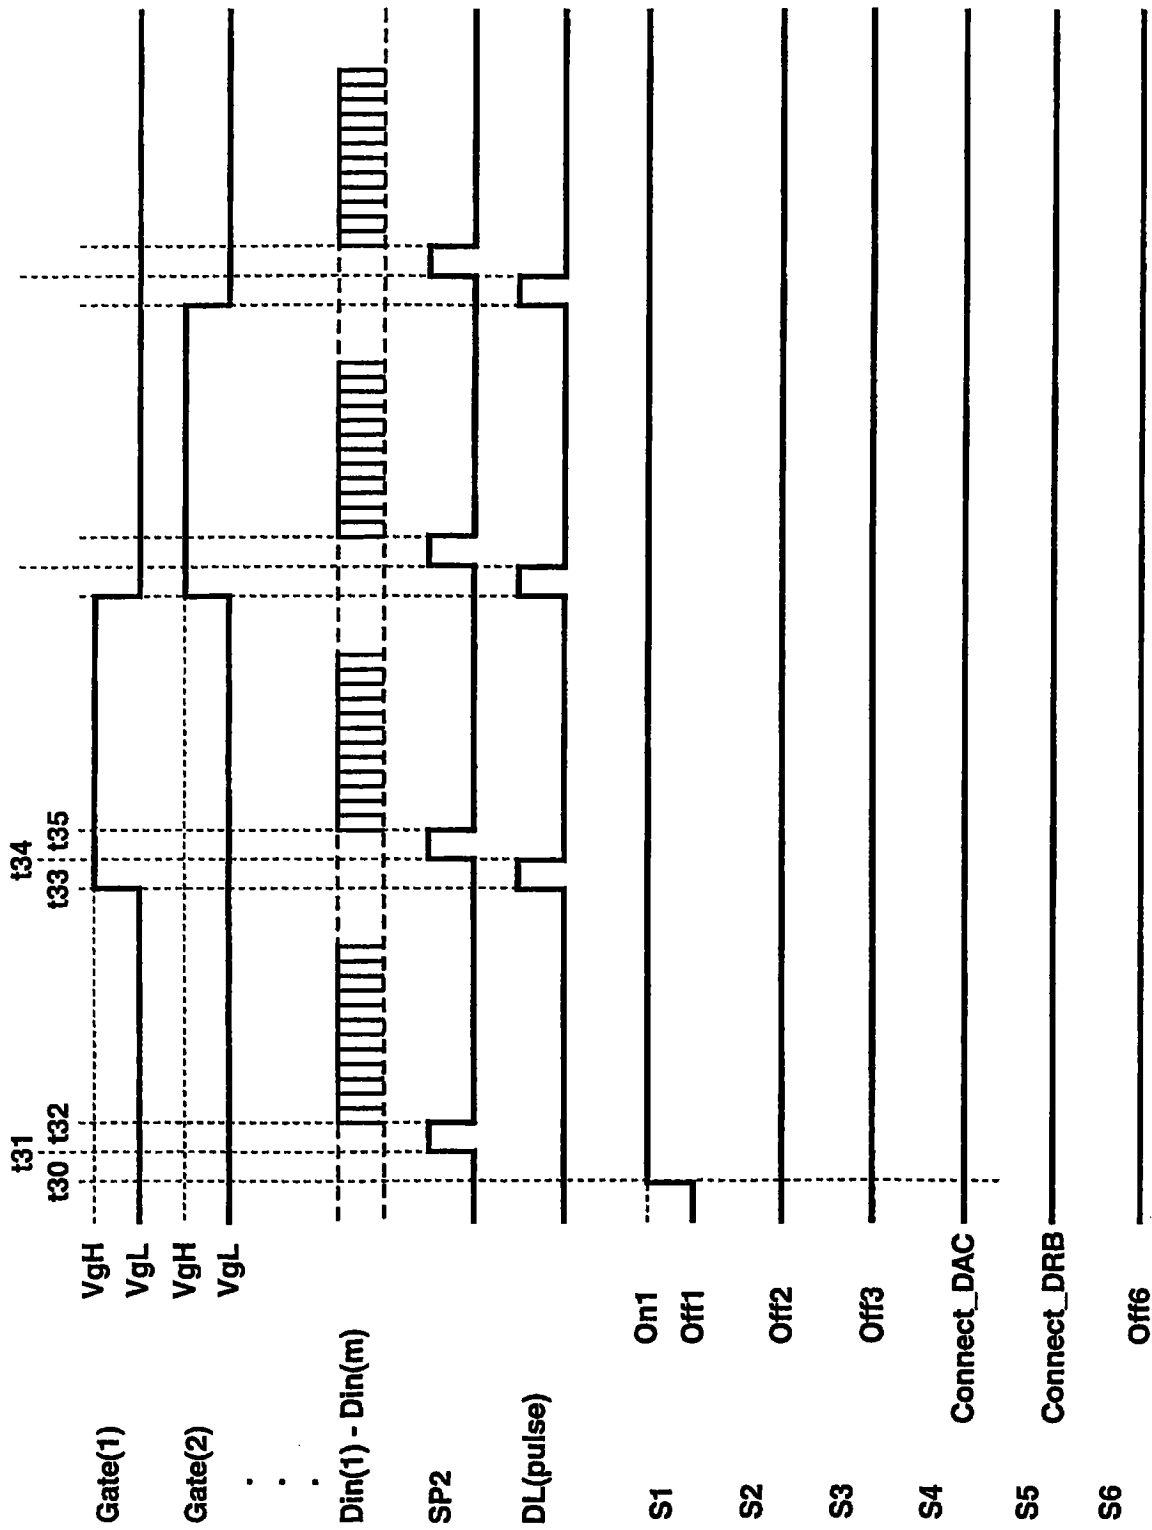 t31
t34
t30
t32
t33
t35
Gate(1)
VgH
VgL
Gate(2)
VgH
VgL
. . .
Din(1) - Din(m)
SP2
DL(pulse)
S1
On1
Off1
S2
Off2
S3
Off3
S4
Connect_DAC
S5
Connect_DRB
S6
Off6